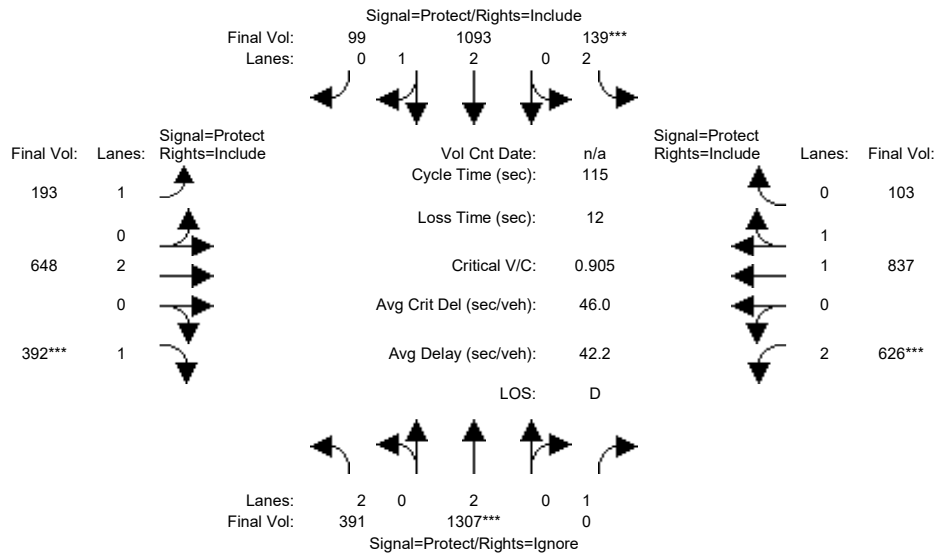 Signal=Protect/Rights=Include
Final Vol: 99 1093 139***
Lanes: 0 1 2 0 2
Signal=Protect Signal=Protect
Final Vol: Lanes: Rights=Include Vol Cnt Date: n/a Rights=Include Lanes: Final Vol:
Cycle Time (sec): 115
193 1 0 103
Loss Time (sec): 12
0 1
648 2 Critical V/C: 0.905 1 837
0 Avg Crit Del (sec/veh): 46.0 0
392*** 1 Avg Delay (sec/veh): 42.2 2 626***
LOS: D
Lanes: 2 0 2 0 1
Final Vol: 391 1307*** 0
Signal=Protect/Rights=Ignore